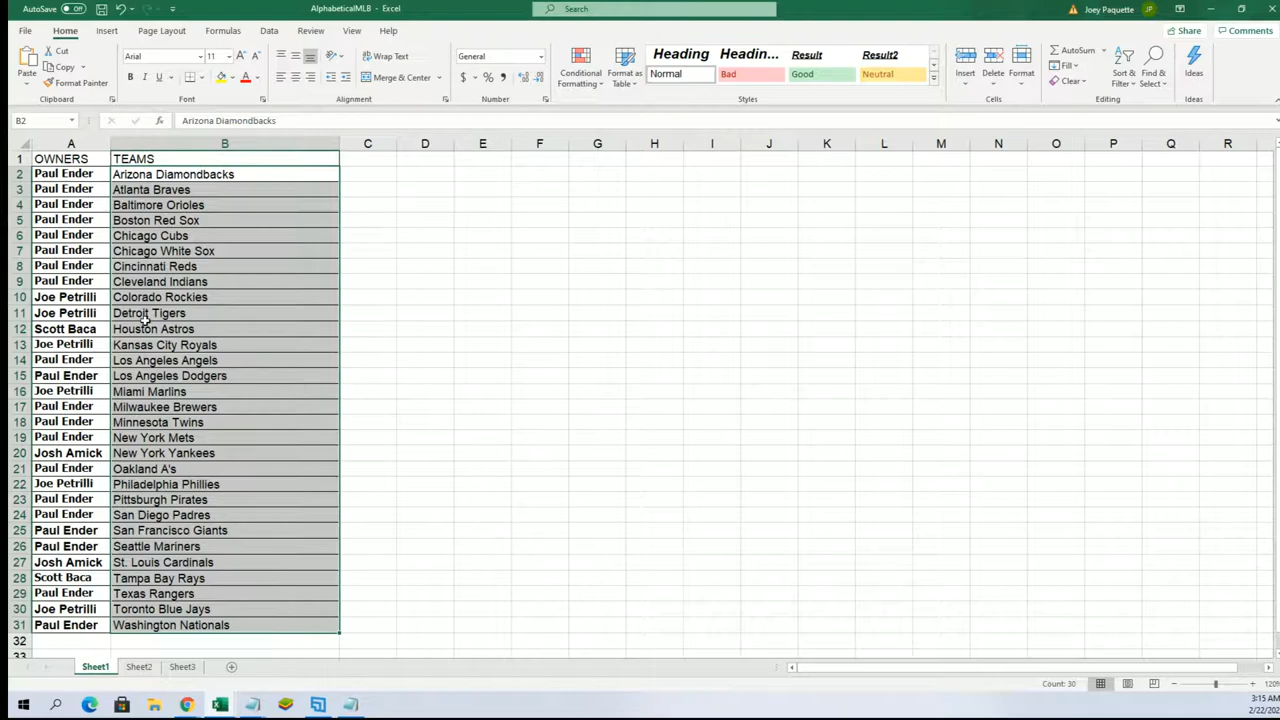 AutoSave Off
AlphabeticalMLB - Excel
Search
Joey Paquette JP
File Home Insert Page Layout Formulas Data Review View Help
Share Comments
Paste
Cut
Copy
Format Painter
Clipboard
Arial 11
B I U
Font
Wrap Text
Merge & Center
Alignment
General
$ % ,
Number
Conditional Formatting
Format as Table
Heading Headin... Result Result2
Normal Bad Good Neutral
Styles
Insert Delete Format
Cells
AutoSum
Fill
Clear
Sort & Filter
Find & Select
Editing
Ideas
Ideas
B2 fx Arizona Diamondbacks
A B C D E F G H I J K L M N O P Q R
1 OWNERS TEAMS
2 Paul Ender Arizona Diamondbacks
3 Paul Ender Atlanta Braves
4 Paul Ender Baltimore Orioles
5 Paul Ender Boston Red Sox
6 Paul Ender Chicago Cubs
7 Paul Ender Chicago White Sox
8 Paul Ender Cincinnati Reds
9 Paul Ender Cleveland Indians
10 Joe Petrilli Colorado Rockies
11 Joe Petrilli Detroit Tigers
12 Scott Baca Houston Astros
13 Joe Petrilli Kansas City Royals
14 Paul Ender Los Angeles Angels
15 Paul Ender Los Angeles Dodgers
16 Joe Petrilli Miami Marlins
17 Paul Ender Milwaukee Brewers
18 Paul Ender Minnesota Twins
19 Paul Ender New York Mets
20 Josh Amick New York Yankees
21 Paul Ender Oakland A's
22 Joe Petrilli Philadelphia Phillies
23 Paul Ender Pittsburgh Pirates
24 Paul Ender San Diego Padres
25 Paul Ender San Francisco Giants
26 Paul Ender Seattle Mariners
27 Josh Amick St. Louis Cardinals
28 Scott Baca Tampa Bay Rays
29 Paul Ender Texas Rangers
30 Joe Petrilli Toronto Blue Jays
31 Paul Ender Washington Nationals
32
33
Sheet1 Sheet2 Sheet3
Count: 30 120%
3:15 AM
2/22/202